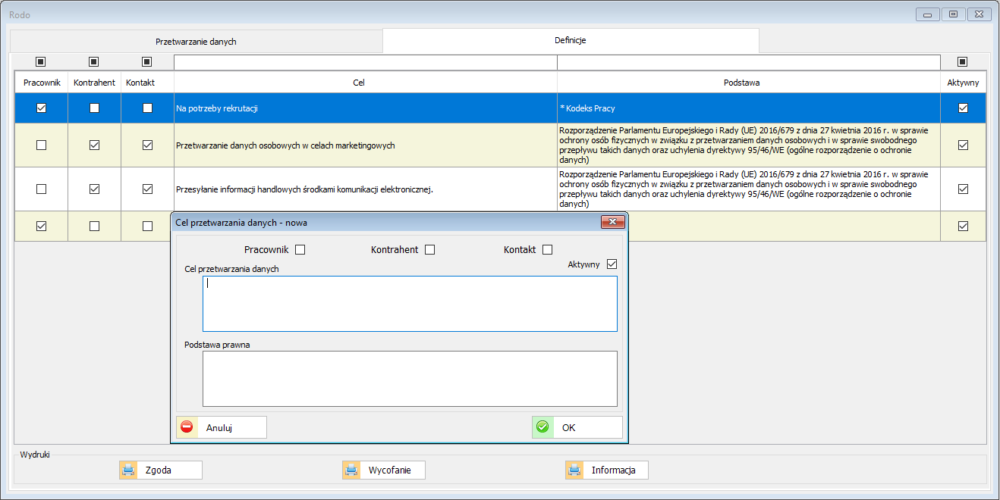 Rodo
Przetwarzanie danych
Definicje
Pracownik
Kontrahent
Kontakt
Cel
Podstawa
Aktywny
Na potrzeby rekrutacji
* Kodeks Pracy
Przetwarzanie danych osobowych w celach marketingowych
Rozporządzenie Parlamentu Europejskiego i Rady (UE) 2016/679 z dnia 27 kwietnia 2016 r. w sprawie
ochrony osób fizycznych w związku z przetwarzaniem danych osobowych i w sprawie swobodnego
przepływu takich danych oraz uchylenia dyrektywy 95/46/WE (ogólne rozporządzenie o ochronie
danych)
Przesyłanie informacji handlowych środkami komunikacji elektronicznej.
Rozporządzenie Parlamentu Europejskiego i Rady (UE) 2016/679 z dnia 27 kwietnia 2016 r. w sprawie
ochrony osób fizycznych w związku z przetwarzaniem danych osobowych i w sprawie swobodnego
przepływu takich danych oraz uchylenia dyrektywy 95/46/WE (ogólne rozporządzenie o ochronie
danych)
Cel przetwarzania danych - nowa
Pracownik
Kontrahent
Kontakt
Aktywny
Cel przetwarzania danych
Podstawa prawna
Anuluj
OK
Wydruki
Zgoda
Wycofanie
Informacja